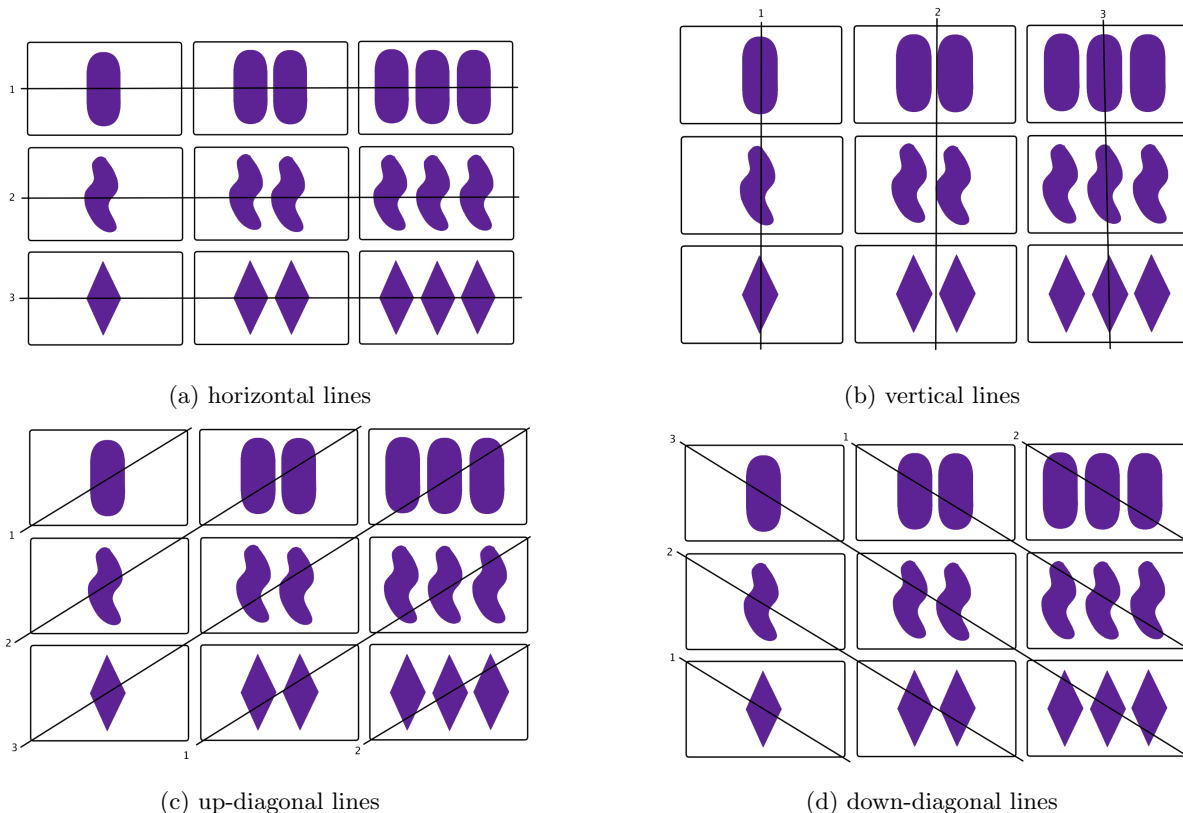 1
2
3
(a) horizontal lines
1 2 3
(b) vertical lines
1
2
3
1
2
(c) up-diagonal lines
3
1
2
2
1
(d) down-diagonal lines